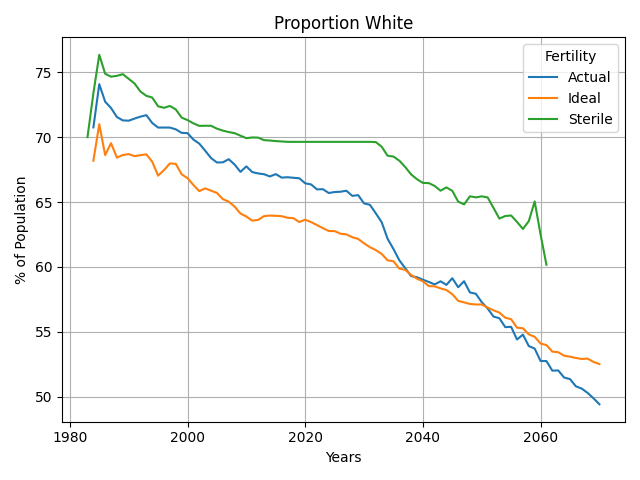 Proportion White
Fertility
Actual
Ideal
Sterile
% of Population
75
70
65
60
55
50
1980
2000
2020
2040
2060
Years